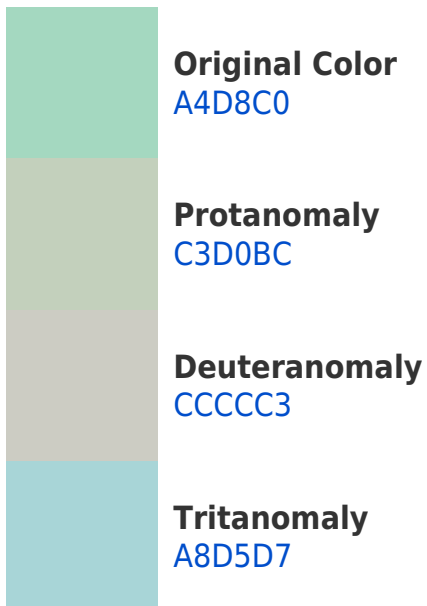 Original Color
A4D8C0
Protanomaly
C3D0BC
Deuteranomaly
CCCCC3
Tritanomaly
A8D5D7